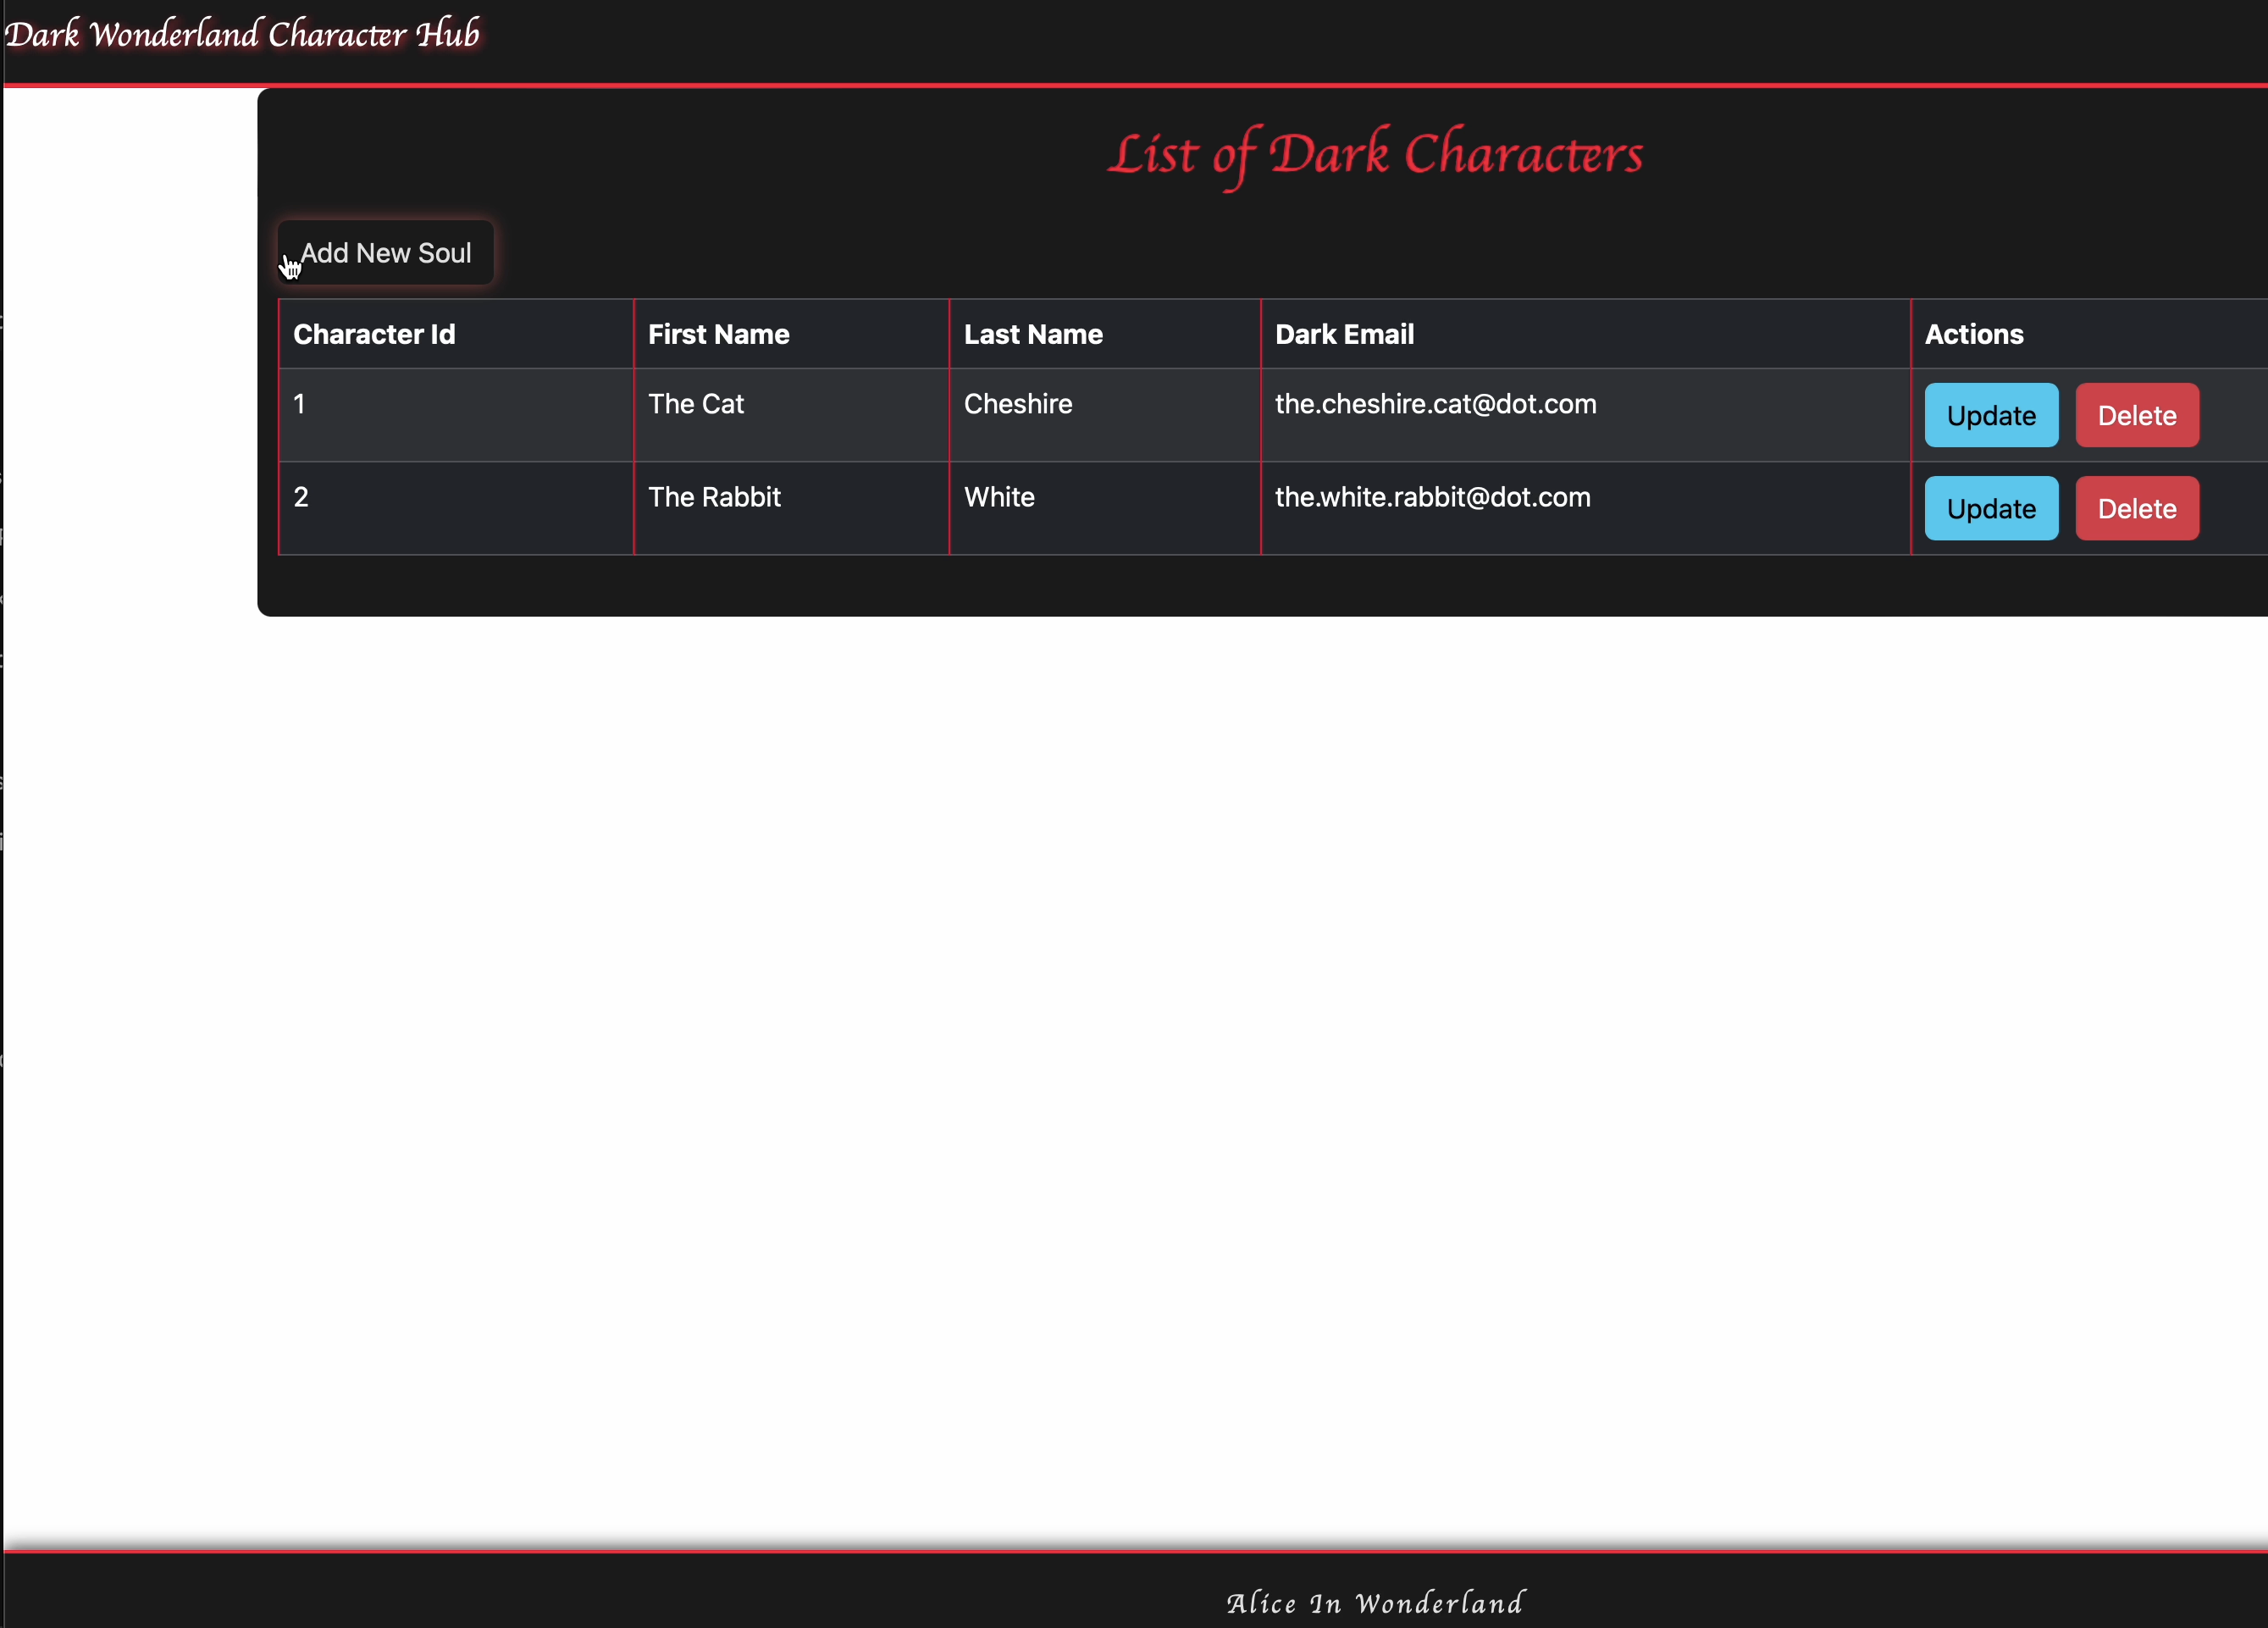 Dark Wonderland Character Hub
List of Dark Characters
Add New Soul
Character Id First Name Last Name Dark Email Actions
1 The Cat Cheshire the.cheshire.cat@dot.com Update Delete
2 The Rabbit White the.white.rabbit@dot.com Update Delete
Alice In Wonderland